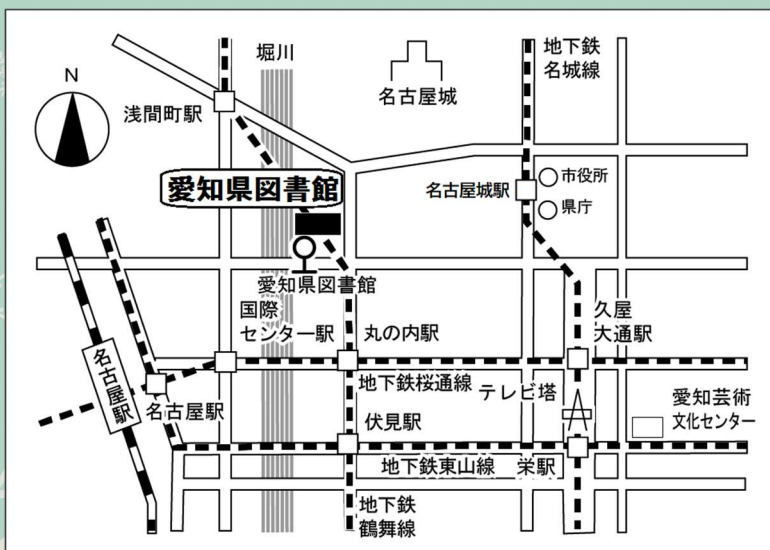 堀川
地下鉄
名城線
名古屋城
N
浅間町駅
愛知県図書館
名古屋城駅
市役所
県庁
愛知県図書館
国際
センター駅
丸の内駅
久屋
大通駅
名古屋駅
名古屋駅
地下鉄桜通線
テレビ塔
愛知芸術
文化センター
伏見駅
地下鉄東山線
栄駅
地下鉄
鶴舞線